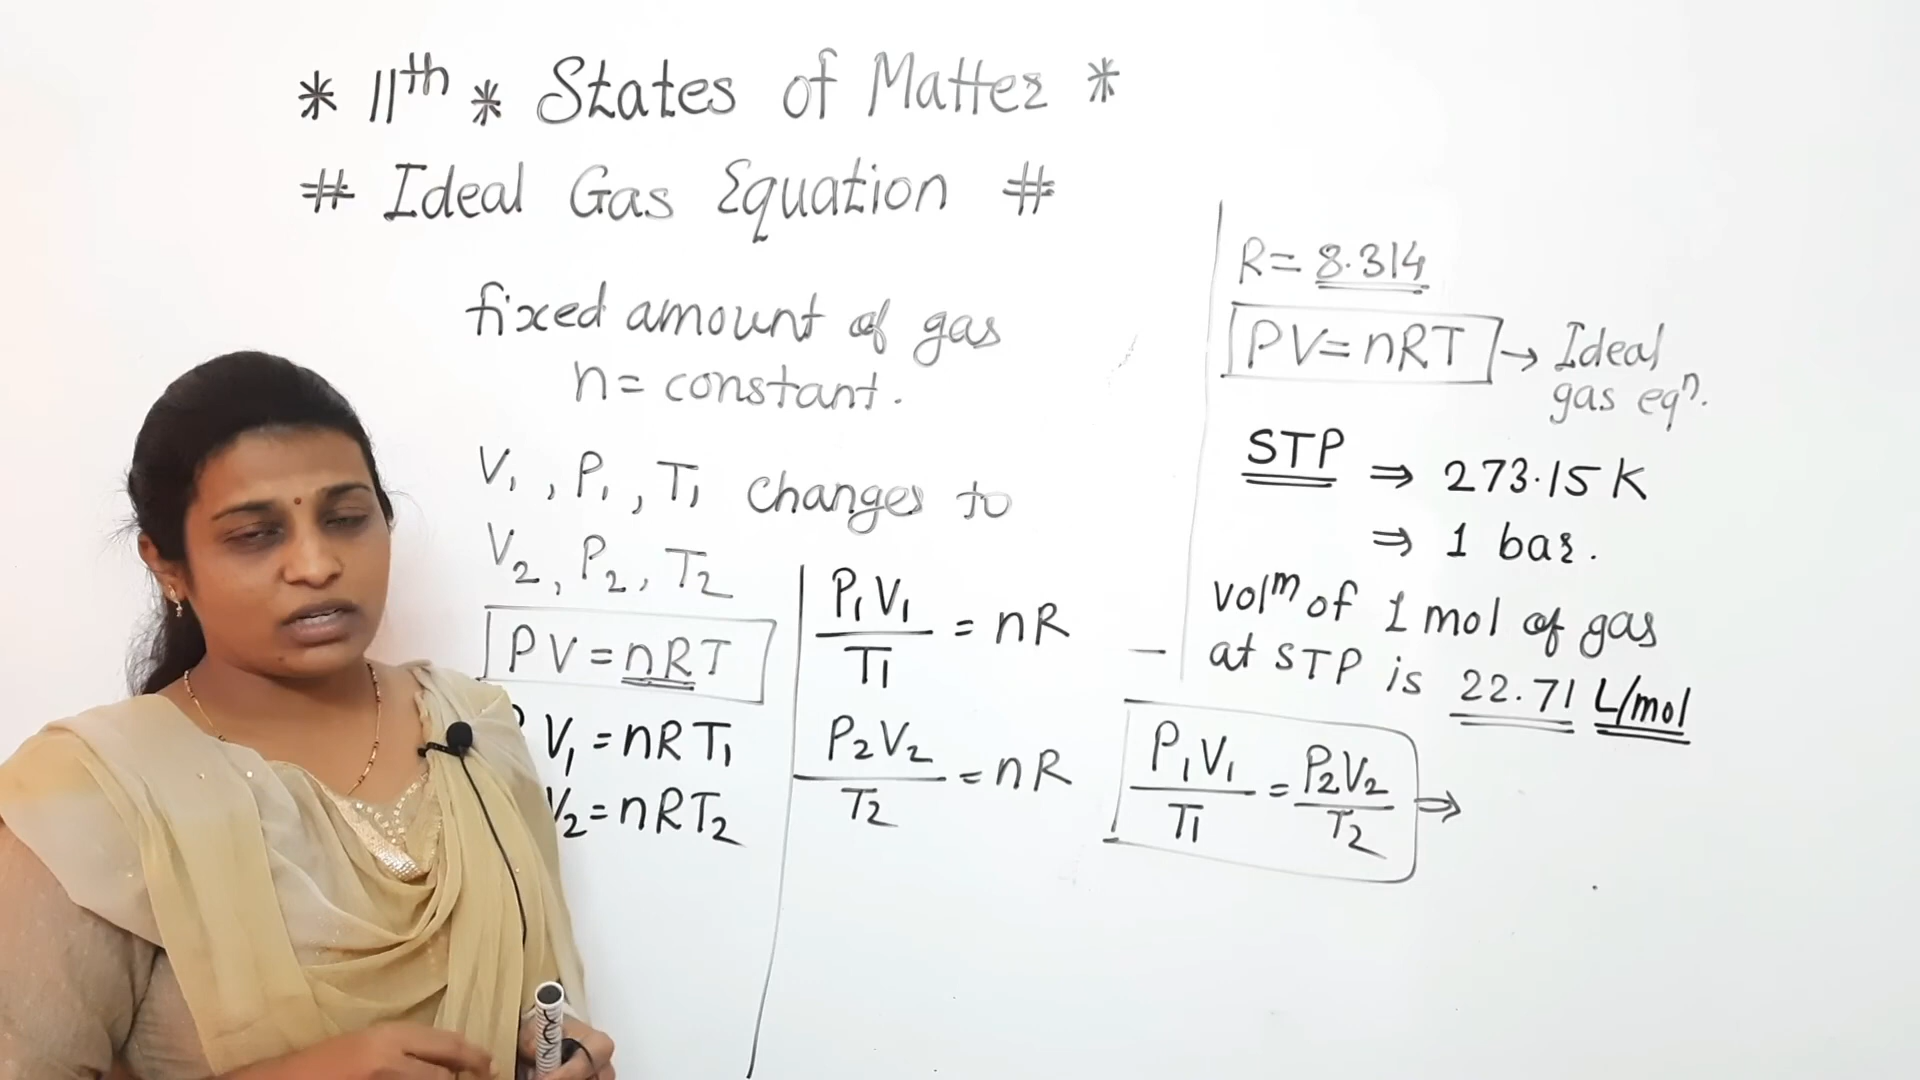 * 11th * States of Matter *
# Ideal Gas Equation #
fixed amount of gas
n = constant.
V₁, P₁, T₁ changes to
V₂, P₂, T₂
PV = nRT
V₁ = nRT₁
V₂ = nRT₂
P₁V₁/T₁ = nR
P₂V₂/T₂ = nR
R = 8.314
PV = nRT → Ideal
gas eqⁿ.
STP ⇒ 273.15 K
⇒ 1 bar.
volᵐ of 1 mol of gas
at STP is 22.71 L/mol
P₁V₁/T₁ = P₂V₂/T₂ ⇒